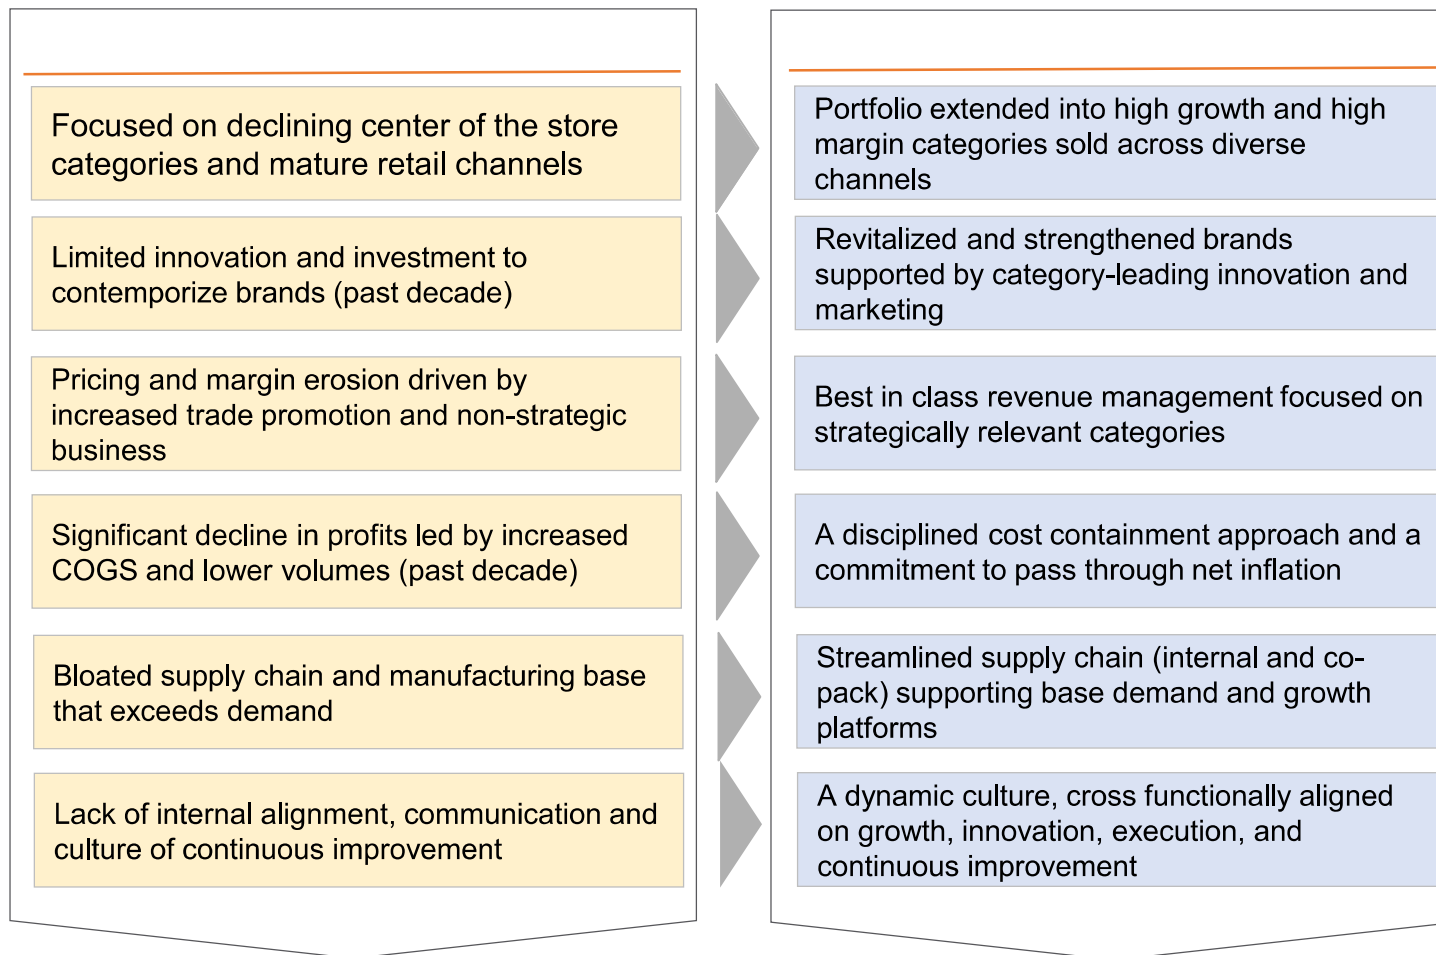 Focused on declining center of the store
categories and mature retail channels
Portfolio extended into high growth and high
margin categories sold across diverse
channels
Limited innovation and investment to
contemporize brands (past decade)
Revitalized and strengthened brands
supported by category-leading innovation and
marketing
Pricing and margin erosion driven by
increased trade promotion and non-strategic
business
Best in class revenue management focused on
strategically relevant categories
Significant decline in profits led by increased
COGS and lower volumes (past decade)
A disciplined cost containment approach and a
commitment to pass through net inflation
Bloated supply chain and manufacturing base
that exceeds demand
Streamlined supply chain (internal and co-
pack) supporting base demand and growth
platforms
Lack of internal alignment, communication and
culture of continuous improvement
A dynamic culture, cross functionally aligned
on growth, innovation, execution, and
continuous improvement